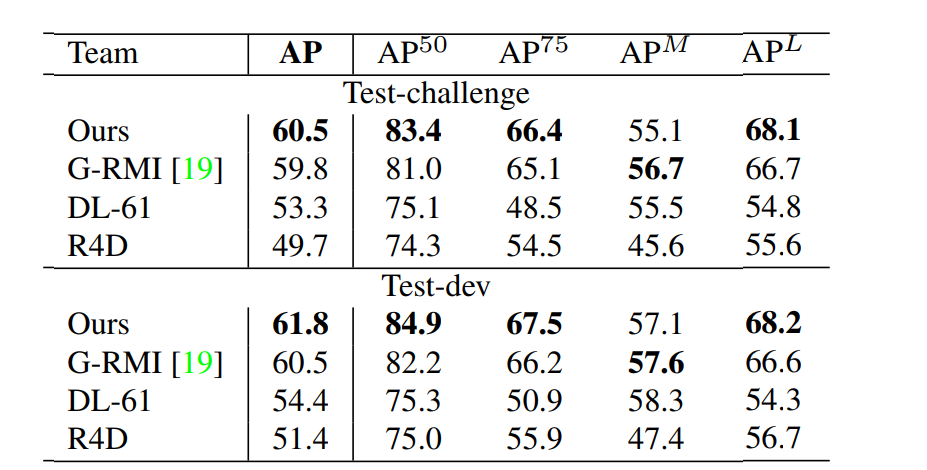 Team AP AP^50 AP^75 AP^M AP^L
Test-challenge
Ours 60.5 83.4 66.4 55.1 68.1
G-RMI [19] 59.8 81.0 65.1 56.7 66.7
DL-61 53.3 75.1 48.5 55.5 54.8
R4D 49.7 74.3 54.5 45.6 55.6
Test-dev
Ours 61.8 84.9 67.5 57.1 68.2
G-RMI [19] 60.5 82.2 66.2 57.6 66.6
DL-61 54.4 75.3 50.9 58.3 54.3
R4D 51.4 75.0 55.9 47.4 56.7